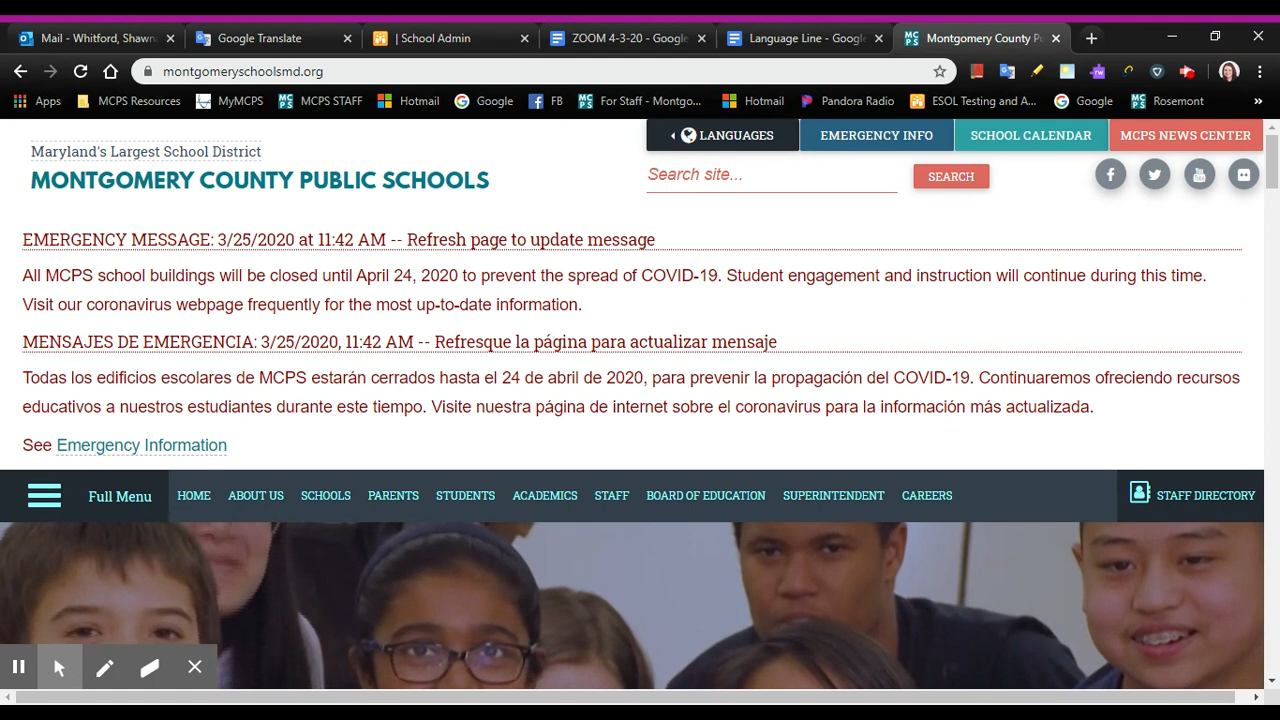 Mail - Whitford, Shawn
Google Translate
| School Admin
ZOOM 4-3-20 - Google
Language Line - Google
Montgomery County P
montgomeryschoolsmd.org
Apps
MCPS Resources
MyMCPS
MCPS STAFF
Hotmail
Google
FB
For Staff - Montgo...
Hotmail
Pandora Radio
ESOL Testing and A...
Google
Rosemont
»
Maryland's Largest School District
MONTGOMERY COUNTY PUBLIC SCHOOLS
LANGUAGES
EMERGENCY INFO
SCHOOL CALENDAR
MCPS NEWS CENTER
Search site...
SEARCH
EMERGENCY MESSAGE: 3/25/2020 at 11:42 AM -- Refresh page to update message
All MCPS school buildings will be closed until April 24, 2020 to prevent the spread of COVID-19. Student engagement and instruction will continue during this time.
Visit our coronavirus webpage frequently for the most up-to-date information.
MENSAJES DE EMERGENCIA: 3/25/2020, 11:42 AM -- Refresque la página para actualizar mensaje
Todas los edificios escolares de MCPS estarán cerrados hasta el 24 de abril de 2020, para prevenir la propagación del COVID-19. Continuaremos ofreciendo recursos
educativos a nuestros estudiantes durante este tiempo. Visite nuestra página de internet sobre el coronavirus para la información más actualizada.
See Emergency Information
Full Menu
HOME
ABOUT US
SCHOOLS
PARENTS
STUDENTS
ACADEMICS
STAFF
BOARD OF EDUCATION
SUPERINTENDENT
CAREERS
STAFF DIRECTORY